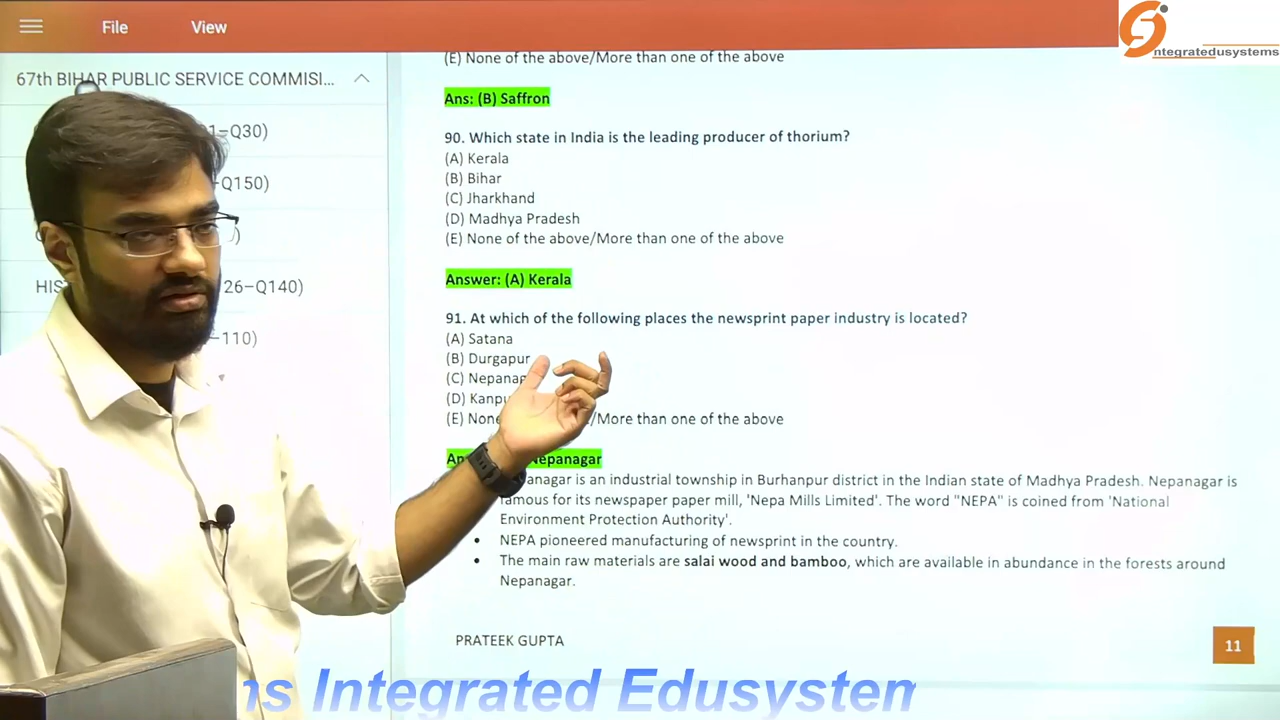 File
View
ntegratedusystems
67th BIHAR PUBLIC SERVICE COMMISI...
Q1–Q30)
–Q150)
HIS
26–Q140)
–110)
(E) None of the above/More than one of the above
Ans: (B) Saffron
90. Which state in India is the leading producer of thorium?
(A) Kerala
(B) Bihar
(C) Jharkhand
(D) Madhya Pradesh
(E) None of the above/More than one of the above
Answer: (A) Kerala
91. At which of the following places the newsprint paper industry is located?
(A) Satana
(B) Durgapur
(C) Nepanag
(D) Kanpu
(E) None /More than one of the above
An Nepanagar
anagar is an industrial township in Burhanpur district in the Indian state of Madhya Pradesh. Nepanagar is
famous for its newspaper paper mill, 'Nepa Mills Limited'. The word "NEPA" is coined from 'National
Environment Protection Authority'.
• NEPA pioneered manufacturing of newsprint in the country.
• The main raw materials are salai wood and bamboo, which are available in abundance in the forests around
Nepanagar.
PRATEEK GUPTA
11
ns Integrated Edusysten